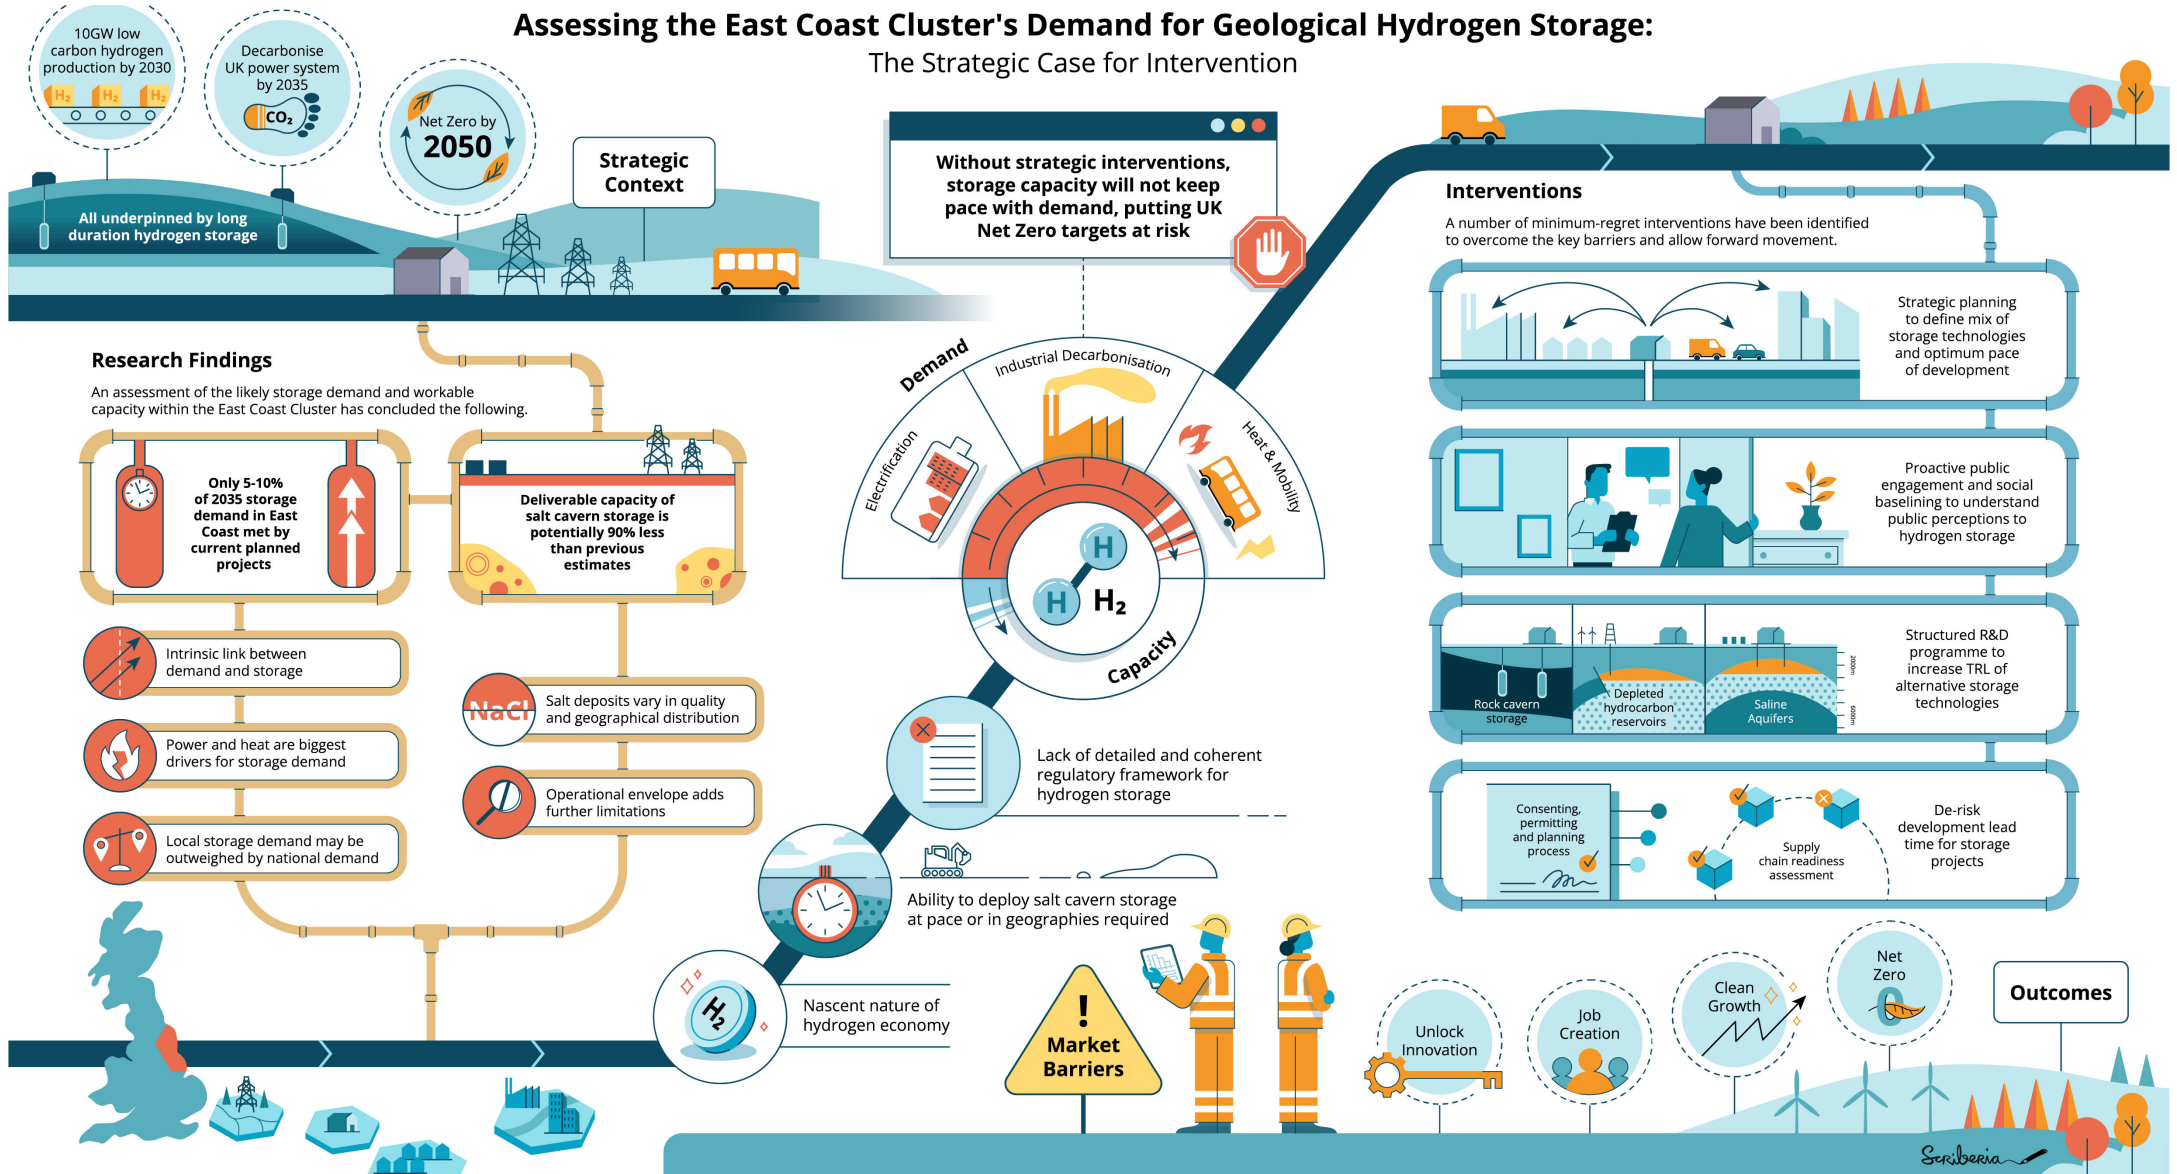 Assessing the East Coast Cluster's Demand for Geological Hydrogen Storage:
The Strategic Case for Intervention
10GW low
carbon hydrogen
production by 2030
H₂ H₂ H₂
Decarbonise
UK power system
by 2035
CO₂
Net Zero by
2050
Strategic
Context
All underpinned by long
duration hydrogen storage
Without strategic interventions,
storage capacity will not keep
pace with demand, putting UK
Net Zero targets at risk
Research Findings
An assessment of the likely storage demand and workable
capacity within the East Coast Cluster has concluded the following.
Only 5-10%
of 2035 storage
demand in East
Coast met by
current planned
projects
Deliverable capacity of
salt cavern storage is
potentially 90% less
than previous
estimates
Intrinsic link between
demand and storage
Power and heat are biggest
drivers for storage demand
Local storage demand may be
outweighed by national demand
NaCl
Salt deposits vary in quality
and geographical distribution
Operational envelope adds
further limitations
Demand
Electrification
Industrial Decarbonisation
Heat & Mobility
H
H
H₂
Capacity
Lack of detailed and coherent
regulatory framework for
hydrogen storage
Ability to deploy salt cavern storage
at pace or in geographies required
H₂
Nascent nature of
hydrogen economy
!
Market
Barriers
Interventions
A number of minimum-regret interventions have been identified
to overcome the key barriers and allow forward movement.
Strategic planning
to define mix of
storage technologies
and optimum pace
of development
Proactive public
engagement and social
baselining to understand
public perceptions to
hydrogen storage
Rock cavern
storage
Depleted
hydrocarbon
reservoirs
Saline
Aquifers
2000m
6000m
Structured R&D
programme to
increase TRL of
alternative storage
technologies
Consenting,
permitting
and planning
process
Supply
chain readiness
assessment
De-risk
development lead
time for storage
projects
Unlock
Innovation
Job
Creation
Clean
Growth
Net
Zero
0
Outcomes
Scriberia